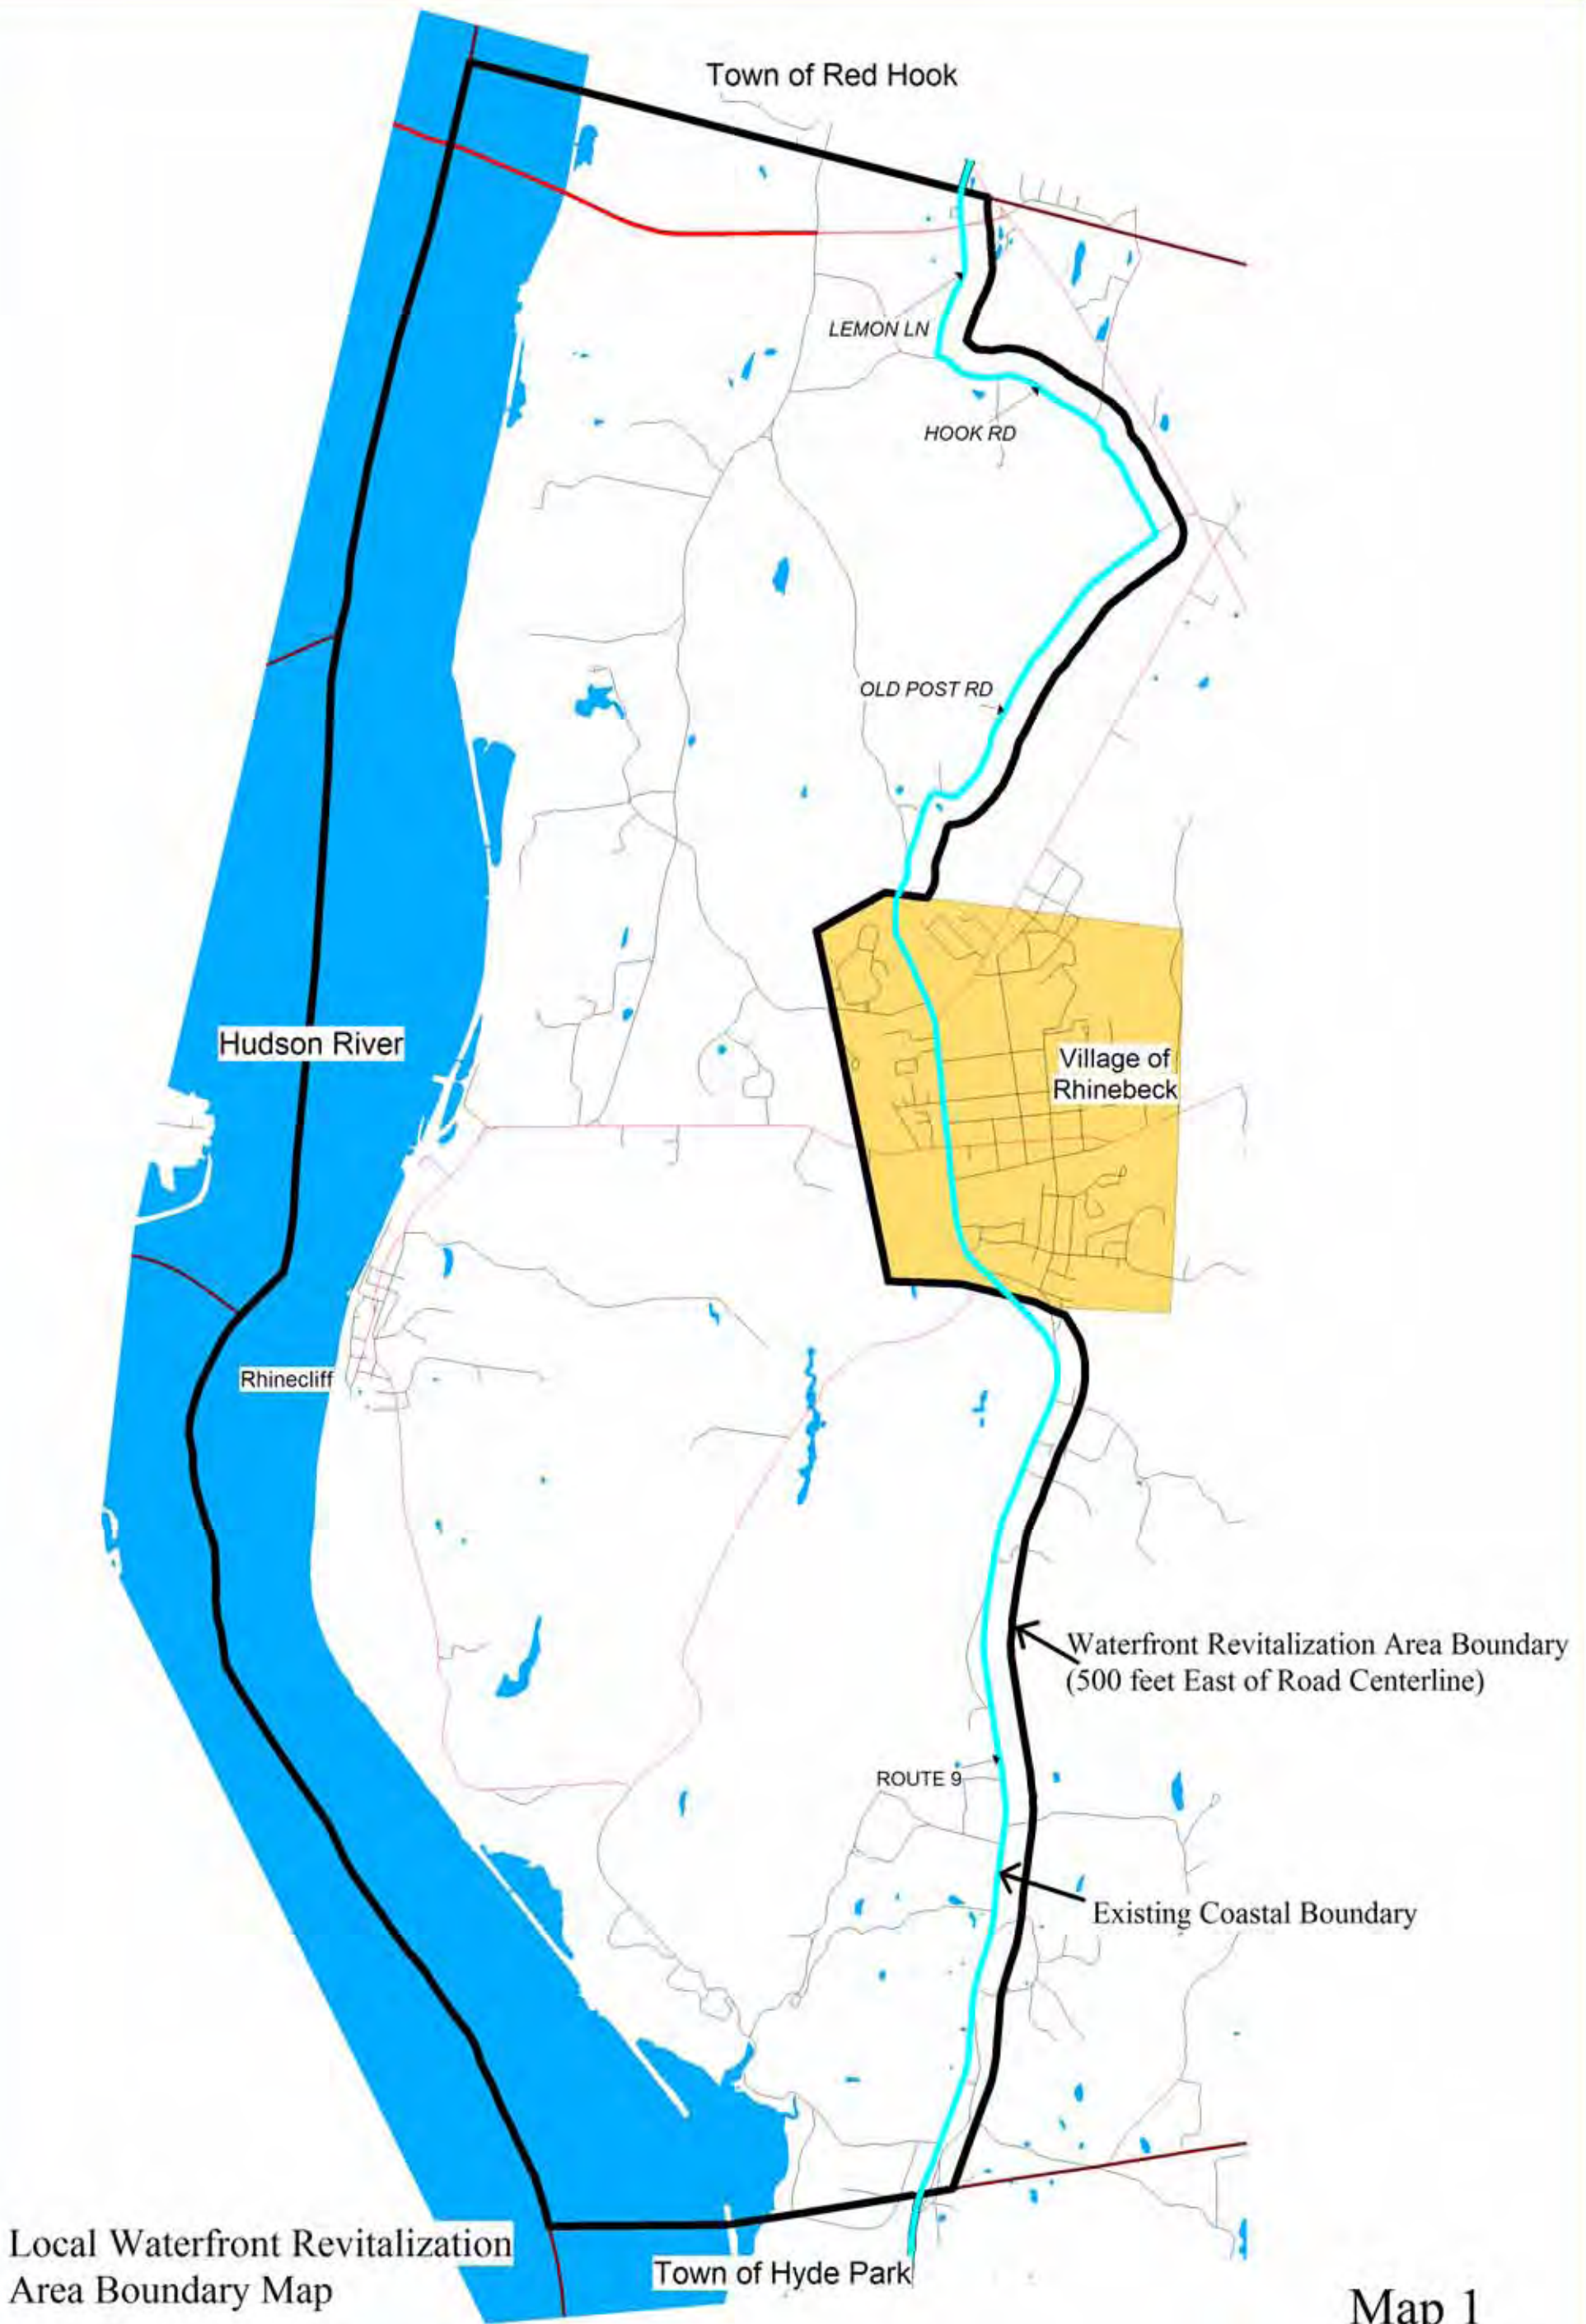 Town of Red Hook
LEMON LN
HOOK RD
OLD POST RD
Hudson River
Village of
Rhinebeck
Rhinecliff
Waterfront Revitalization Area Boundary
(500 feet East of Road Centerline)
ROUTE 9
Existing Coastal Boundary
Local Waterfront Revitalization
Area Boundary Map
Town of Hyde Park
Map 1